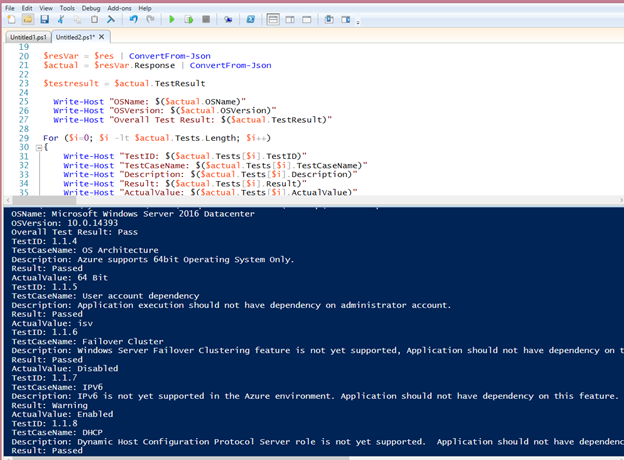 File Edit View Tools Debug Add-ons Help
Untitled1.ps1 Untitled2.ps1* X
19
20 $resVar = $res | ConvertFrom-Json
21 $actual = $resVar.Response | ConvertFrom-Json
22
23 $testresult = $actual.TestResult
24
25 Write-Host "OSName: $($actual.OSName)"
26 Write-Host "OSVersion: $($actual.OSVersion)"
27 Write-Host "Overall Test Result: $($actual.TestResult)"
28
29 For ($i=0; $i -lt $actual.Tests.Length; $i++)
30 {
31 Write-Host "TestID: $($actual.Tests[$i].TestID)"
32 Write-Host "TestCaseName: $($actual.Tests[$i].TestCaseName)"
33 Write-Host "Description: $($actual.Tests[$i].Description)"
34 Write-Host "Result: $($actual.Tests[$i].Result)"
35 Write-Host "ActualValue: $($actual.Tests[$i].ActualValue)"
OSName: Microsoft Windows Server 2016 Datacenter
OSVersion: 10.0.14393
Overall Test Result: Pass
TestID: 1.1.4
TestCaseName: OS Architecture
Description: Azure supports 64bit Operating System Only.
Result: Passed
ActualValue: 64 Bit
TestID: 1.1.5
TestCaseName: User account dependency
Description: Application execution should not have dependency on administrator account.
Result: Passed
ActualValue: isv
TestID: 1.1.6
TestCaseName: Failover Cluster
Description: Windows Server Failover Clustering feature is not yet supported, Application should not have dependency on t
Result: Passed
ActualValue: Disabled
TestID: 1.1.7
TestCaseName: IPV6
Description: IPv6 is not yet supported in the Azure environment. Application should not have dependency on this feature.
Result: Warning
ActualValue: Enabled
TestID: 1.1.8
TestCaseName: DHCP
Description: Dynamic Host Configuration Protocol Server role is not yet supported. Application should not have dependenc
Result: Passed